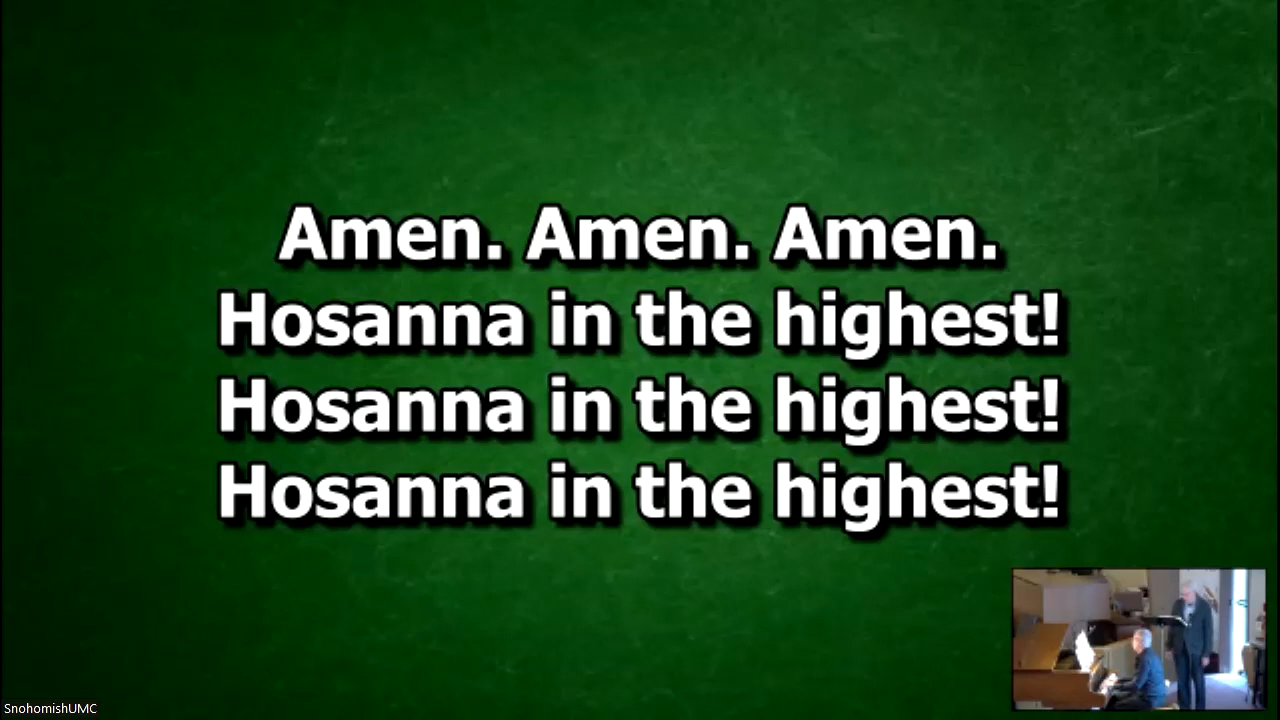 Amen. Amen. Amen.
Hosanna in the highest!
Hosanna in the highest!
Hosanna in the highest!
SnohomishUMC